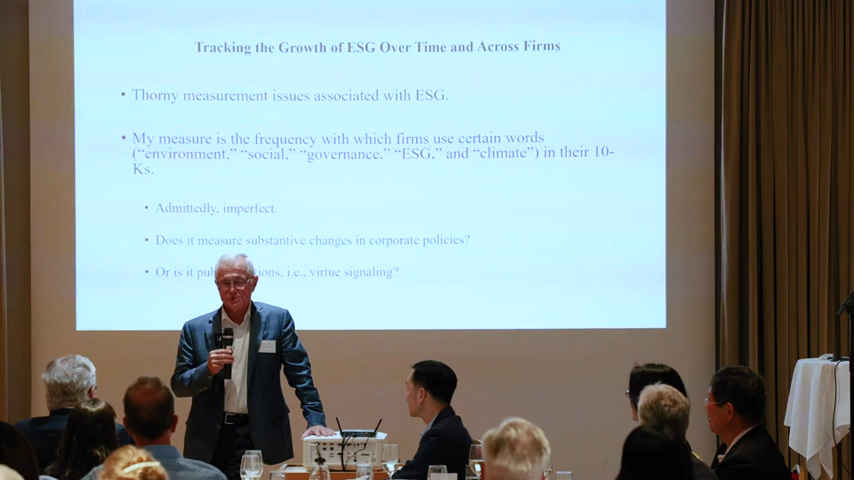 Tracking the Growth of ESG Over Time and Across Firms
• Thorny measurement issues associated with ESG.
• My measure is the frequency with which firms use certain words
(“environment,” “social,” “governance,” “ESG,” and “climate”) in their 10-
Ks.
• Admittedly, imperfect.
• Does it measure substantive changes in corporate policies?
• Or is it pub ions, i.e., virtue signaling?